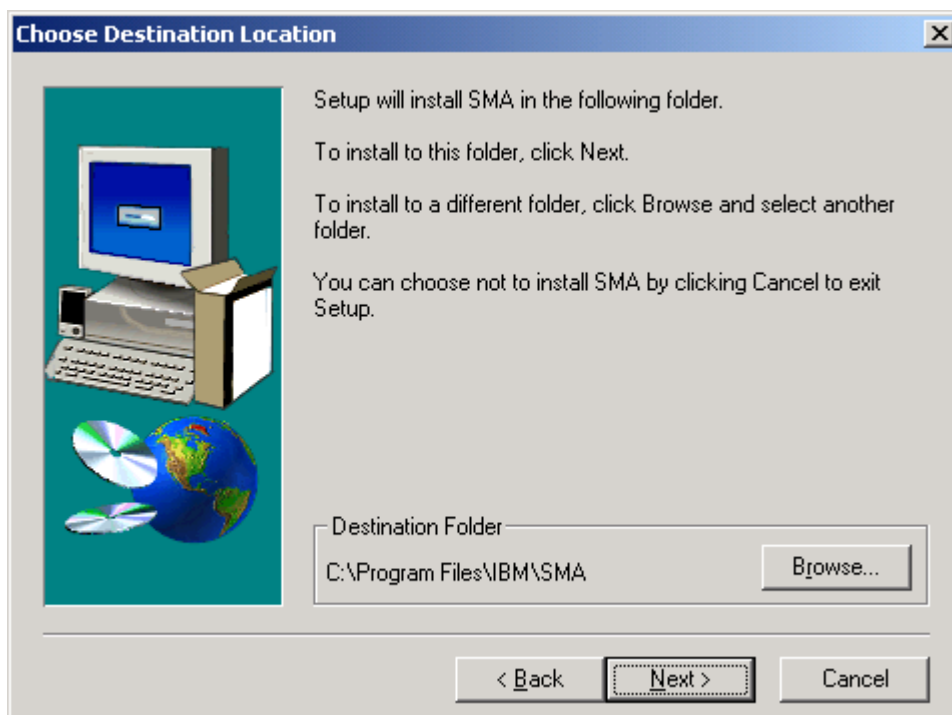 Choose Destination Location
Setup will install SMA in the following folder.
To install to this folder, click Next.
To install to a different folder, click Browse and select another
folder.
You can choose not to install SMA by clicking Cancel to exit
Setup.
Destination Folder
C:\Program Files\IBM\SMA
Browse...
< Back
Next >
Cancel